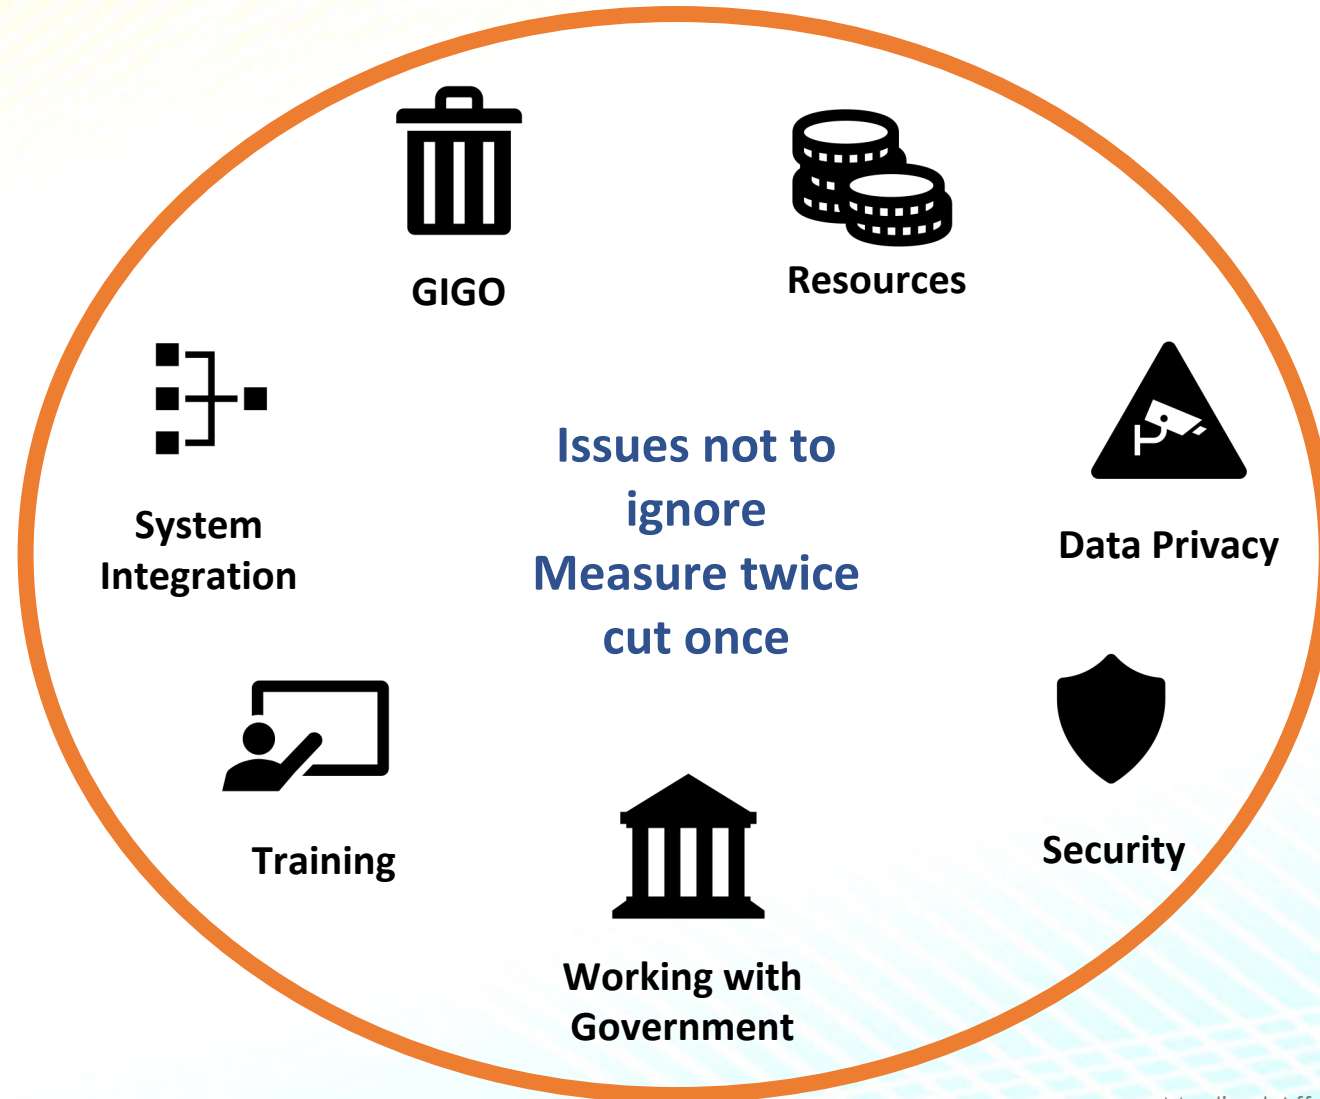 GIGO
Resources
System
Integration
Issues not to
ignore
Measure twice
cut once
Data Privacy
Training
Security
Working with
Government